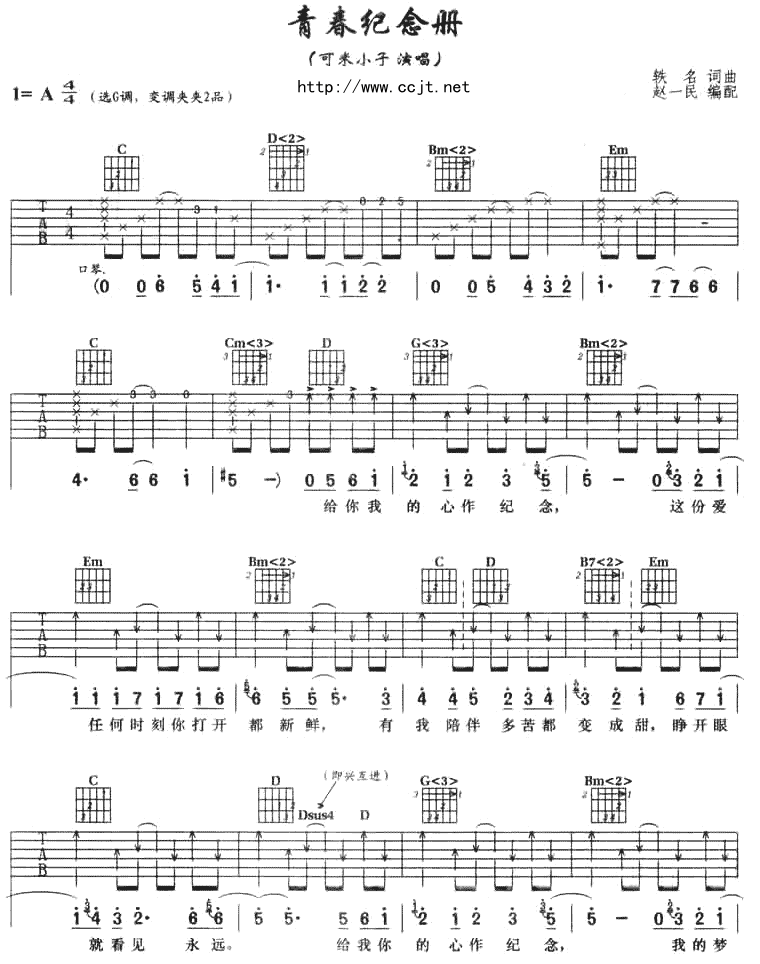 青春纪念册
(可米小子 演唱)
http://www.ccjt.net
1= A 4/4 (选G调, 变调夹夹2品)
轶 名 词曲
赵一民 编配
C D<2> Bm<2> Em
T A B 4/4
口琴.
(0 0 6 5 4 1 | 1· 1 1 2 2 | 0 0 5 4 3 2 | 1· 7 7 6 6 |
C Cm<3> D G<3> Bm<2>
T A B
4· 6 6 1 | #5 –) 0 5 6 1 | 2 1 2 3 5 | 5 – 0 3 2 1 |
给你我 的心作纪念, 这份爱
Em Bm<2> C D B7<2> Em
T A B
1 1 1 7 1 7 1 6 | 6 5 5 5· 3 | 4 4 5 2 3 4 | 3 2 1 6 7 1 |
任何时刻你打开 都新鲜, 有我陪伴多苦都 变成甜, 睁开眼
(即兴互进)
C D Dsus4 D G<3> Bm<2>
T A B
1 4 3 2· 6 6 | 5 5· 5 6 1 | 2 1 2 3 5 | 5 – 0 3 2 1 |
就看见 永远。 给我你 的心作纪念, 我的梦